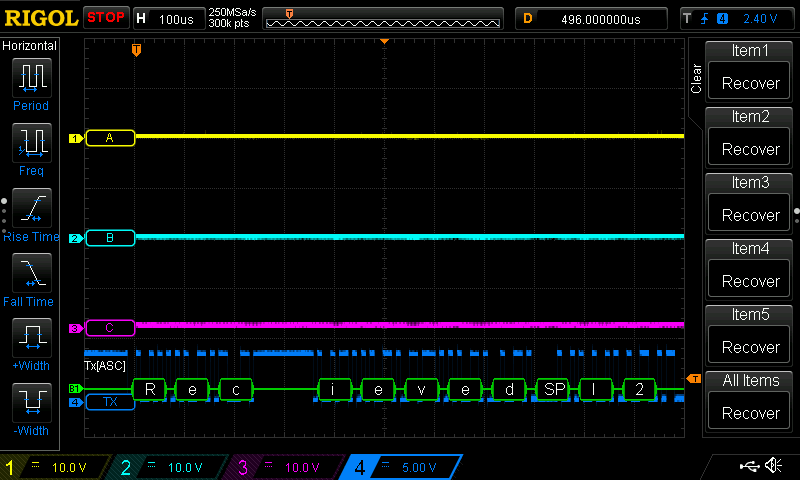 RIGOL STOP H 100us 250MSa/s 300k pts T D 496.000000us T 4 2.40 V
Horizontal
Period
Freq
Rise Time
Fall Time
+Width
-Width
T
1 A
2 B
3 C
Tx[ASC]
B1 R e c i e v e d SP l 2
4 TX
T
Clear
Item1
Recover
Item2
Recover
Item3
Recover
Item4
Recover
Item5
Recover
All Items
Recover
1 10.0 V 2 10.0 V 3 10.0 V 4 5.00 V